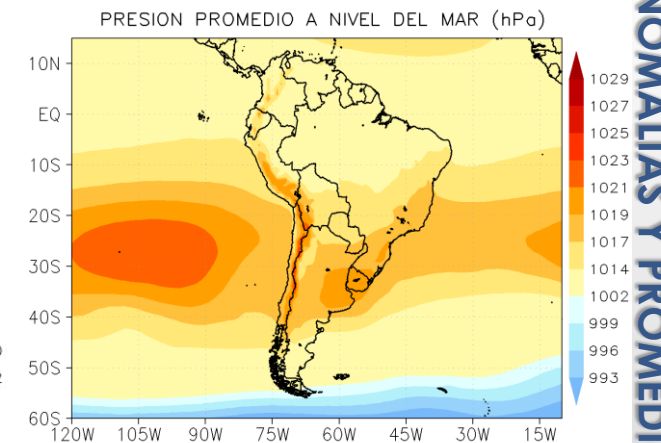 PRESION PROMEDIO A NIVEL DEL MAR (hPa)
10N
EQ
10S
20S
30S
40S
50S
60S
120W 105W 90W 75W 60W 45W 30W 15W
1029
1027
1025
1023
1021
1019
1017
1014
1002
999
996
993
NOMALIAS Y PROMEDI